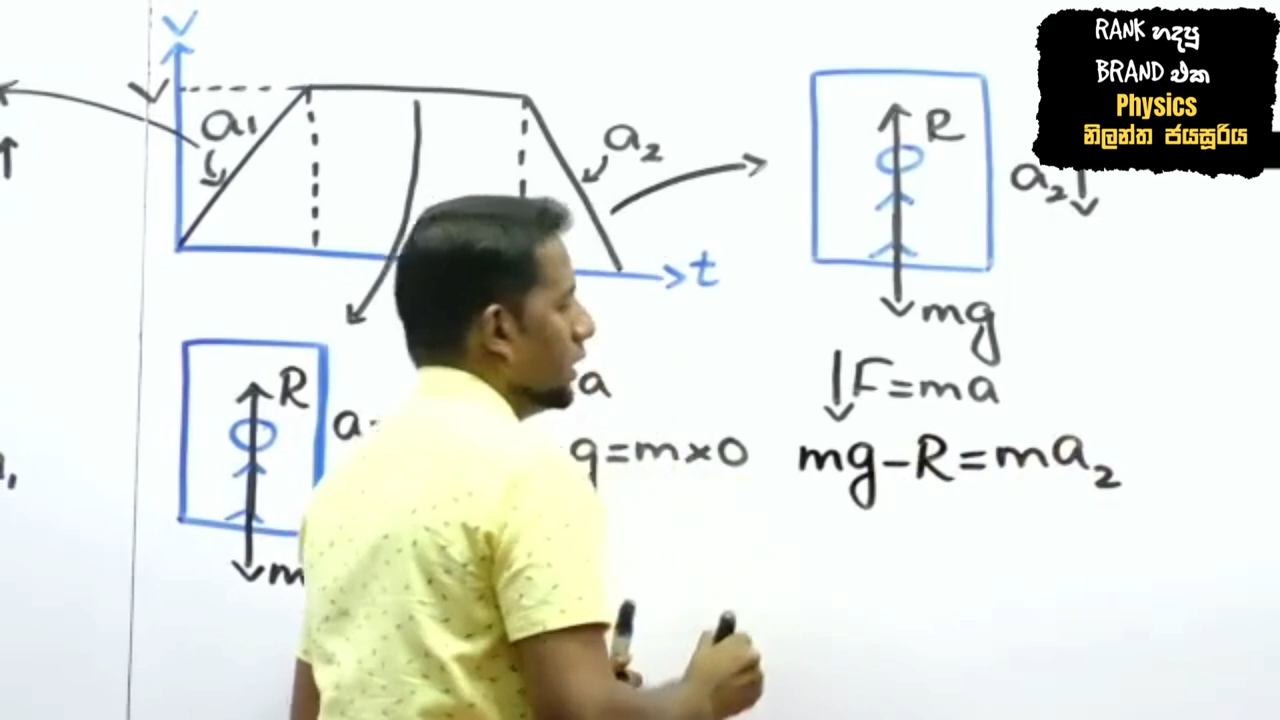 RANK හදපු
BRAND එක
Physics
නිලන්ත ජයසූරිය
V
V
a₁
a₂
t
R
a₂↓
mg
↓F=ma
mg-R=ma₂
R
a
=m×0